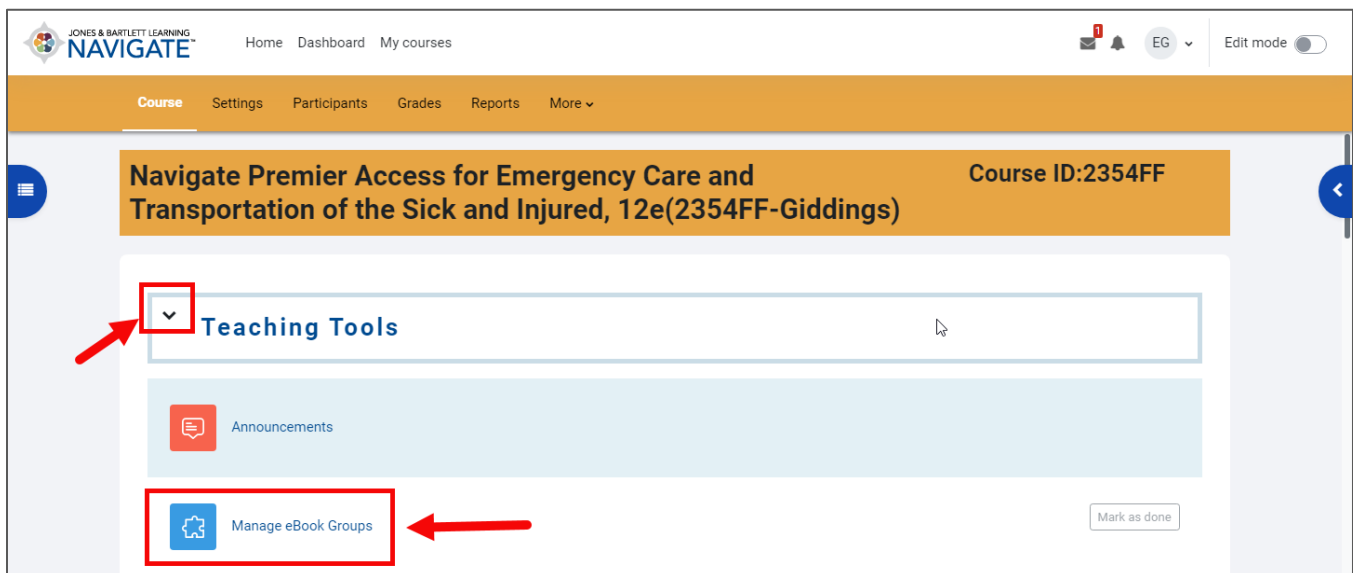 JONES & BARTLETT LEARNING
NAVIGATE™
Home Dashboard My courses
1
EG
Edit mode
Course Settings Participants Grades Reports More
Navigate Premier Access for Emergency Care and
Transportation of the Sick and Injured, 12e(2354FF-Giddings)
Course ID:2354FF
Teaching Tools
Announcements
Manage eBook Groups
Mark as done